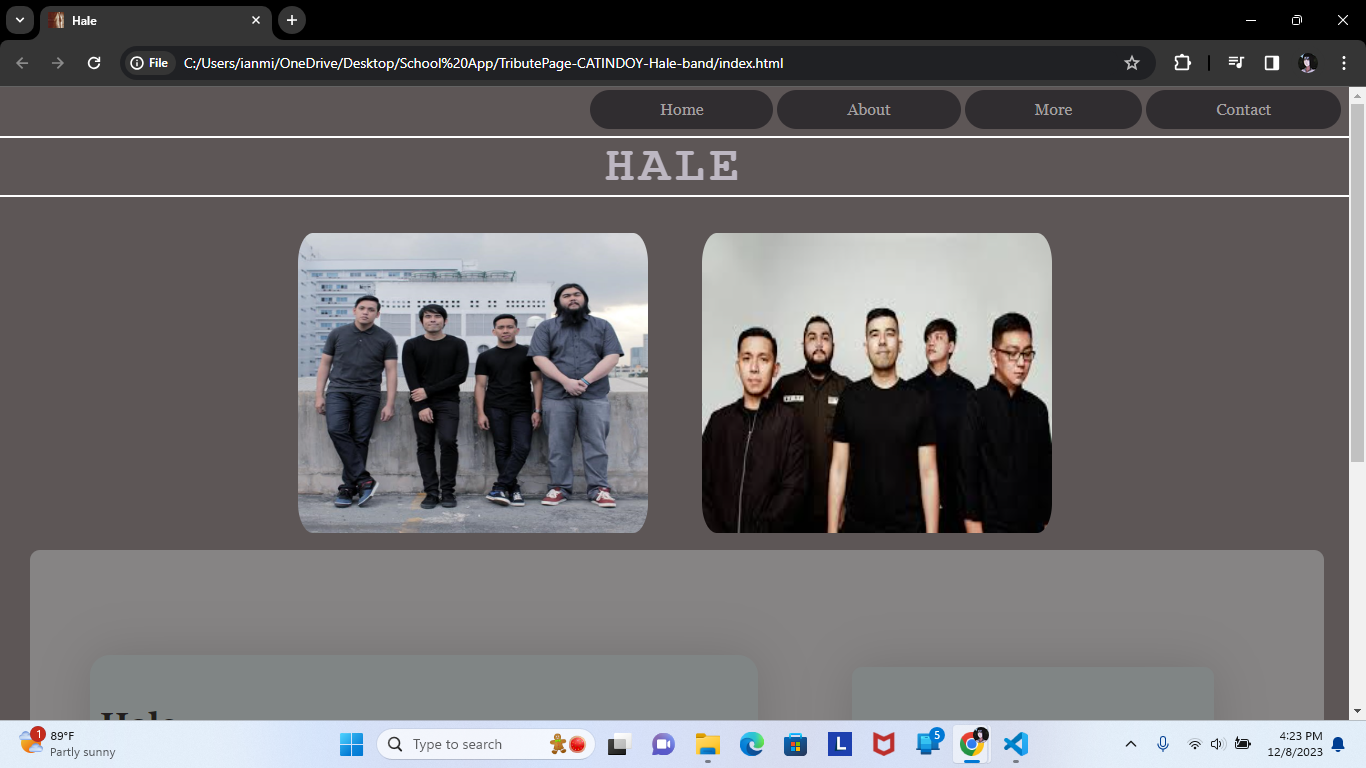 Hale
File
C:/Users/ianmi/OneDrive/Desktop/School%20App/TributePage-CATINDOY-Hale-band/index.html
Home
About
More
Contact
HALE
Hale
1
89°F
Partly sunny
Type to search
L
5
4:23 PM
12/8/2023